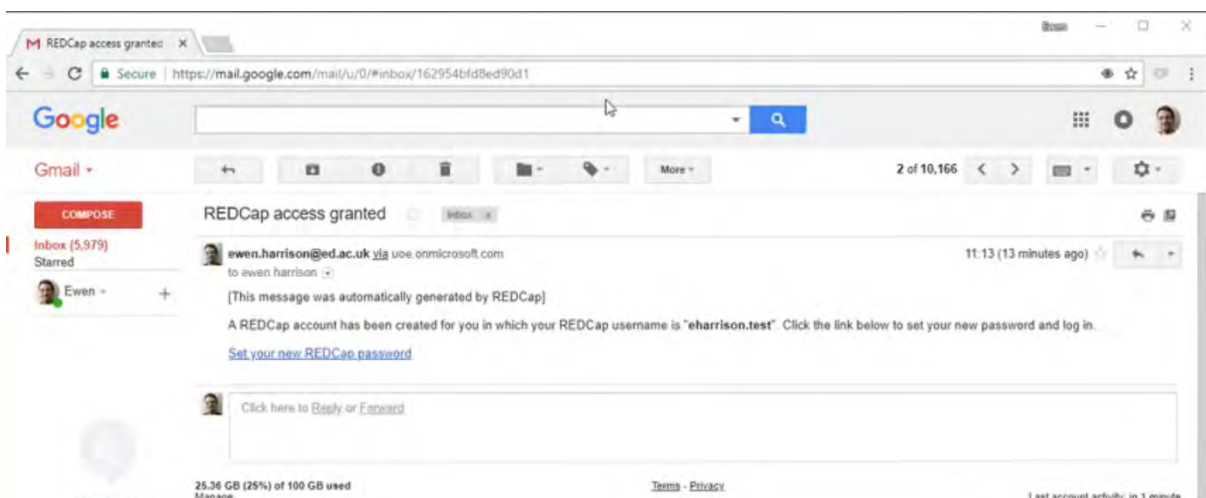 REDCap access granted
Secure | https://mail.google.com/mail/u/0/#inbox/162954bfd8ed90d1
Google
Gmail
More
2 of 10,166
COMPOSE
REDCap access granted
Inbox x
Inbox (5,979)
Starred
Ewen
ewen.harrison@ed.ac.uk via uoe.onmicrosoft.com
11:13 (13 minutes ago)
to ewen harrison
[This message was automatically generated by REDCap]
A REDCap account has been created for you in which your REDCap username is "eharrison.test". Click the link below to set your new password and log in.
Set your new REDCap password
Click here to Reply or Forward
25.36 GB (25%) of 100 GB used
Manage
Terms - Privacy
Last account activity: in 1 minute